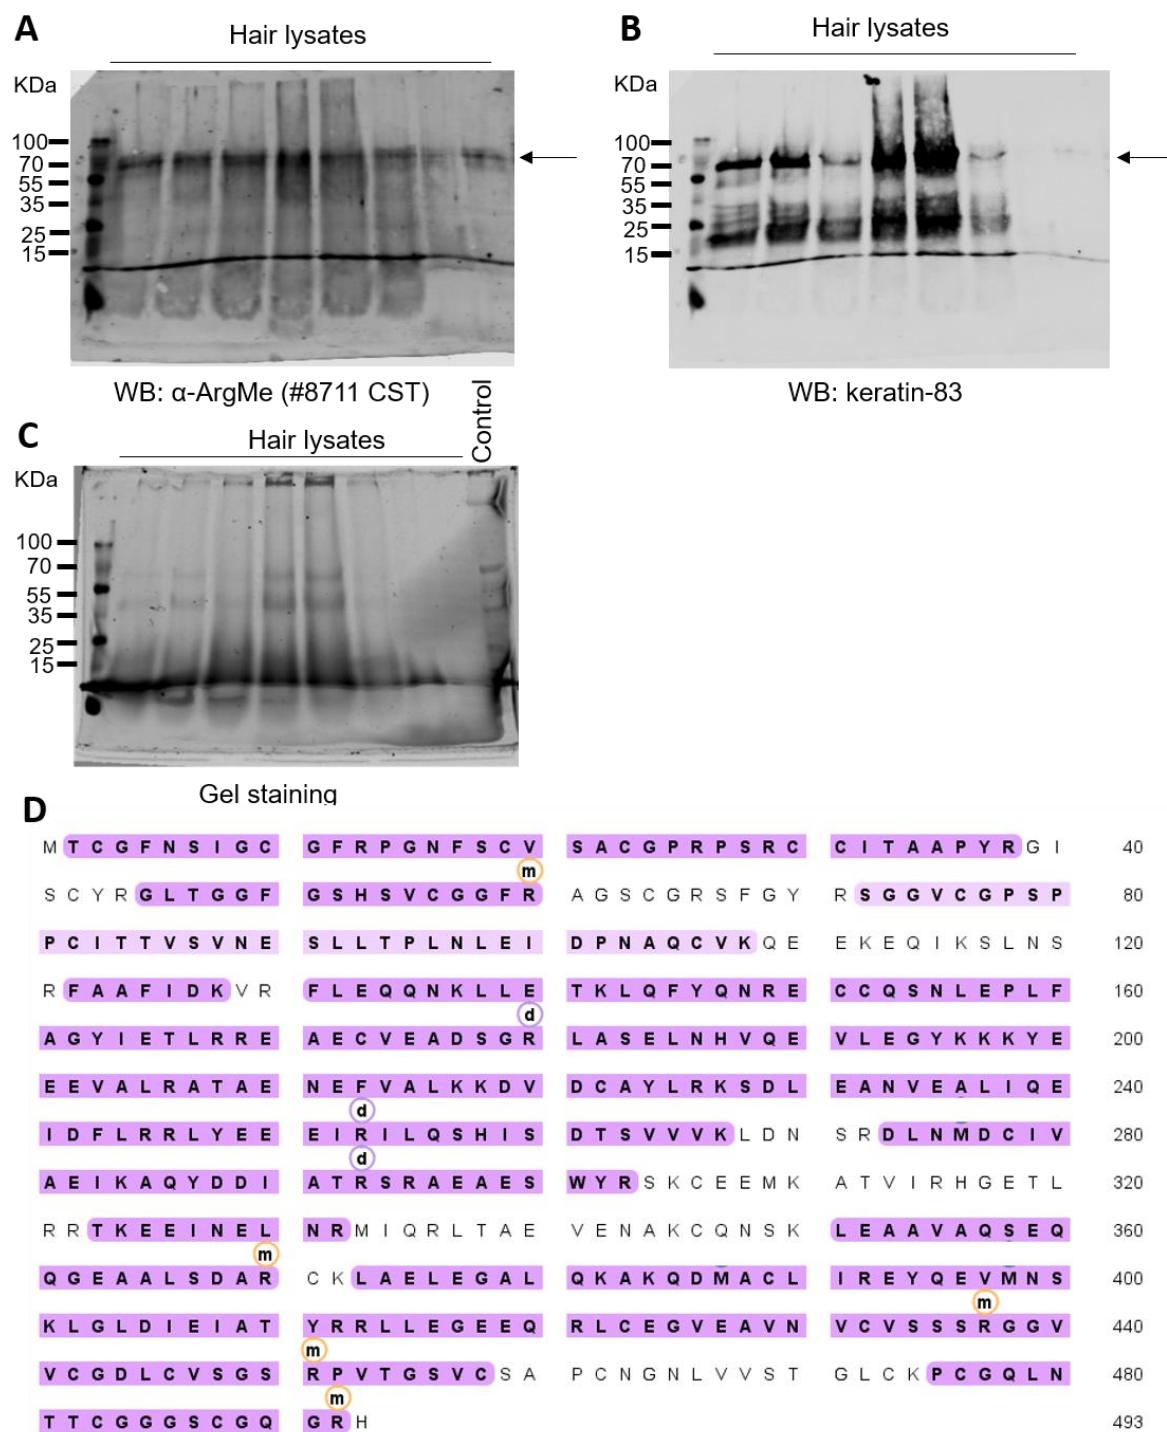 A
Hair lysates
KDa
100
70
55
35
25
15
WB: α-ArgMe (#8711 CST)
B
Hair lysates
KDa
100
70
55
35
25
15
WB: keratin-83
C
Hair lysates
Control
KDa
100
70
55
35
25
15
Gel staining
D
M T C G F N S I G C G F R P G N F S C V S A C G P R P S R C C I T A A P Y R G I 40
m
S C Y R G L T G G F G S H S V C G G F R A G S C G R S F G Y R S G G V C G P S P 80
P C I T T V S V N E S L L T P L N L E I D P N A Q C V K Q E E K E Q I K S L N S 120
R F A A F I D K V R F L E Q Q N K L L E T K L Q F Y Q N R E C C Q S N L E P L F 160
d
A G Y I E T L R R E A E C V E A D S G R L A S E L N H V Q E V L E G Y K K K Y E 200
E E V A L R A T A E N E F V A L K K D V D C A Y L R K S D L E A N V E A L I Q E 240
d
I D F L R R L Y E E E I R I L Q S H I S D T S V V V K L D N S R D L N M D C I V 280
d
A E I K A Q Y D D I A T R S R A E A E S W Y R S K C E E M K A T V I R H G E T L 320
R R T K E E I N E L N R M I Q R L T A E V E N A K C Q N S K L E A A V A Q S E Q 360
m
Q G E A A L S D A R C K L A E L E G A L Q K A K Q D M A C L I R E Y Q E V M N S 400
m
K L G L D I E I A T Y R R L L E G E E Q R L C E G V E A V N V C V S S S R G G V 440
m
V C G D L C V S G S R P V T G S V C S A P C N G N L V V S T G L C K P C G Q L N 480
m
T T C G G G S C G Q G R H 493